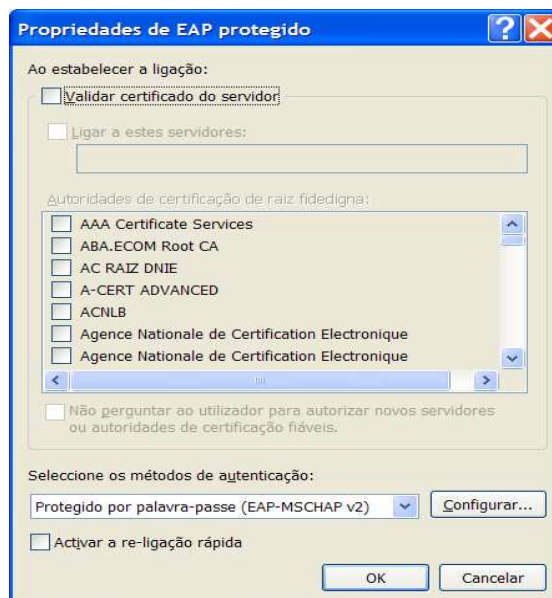 Propriedades de EAP protegido
Ao estabelecer a ligação:
Validar certificado do servidor
Ligar a estes servidores:
Autoridades de certificação de raiz fidedigna:
AAA Certificate Services
ABA.ECOM Root CA
AC RAIZ DNIE
A-CERT ADVANCED
ACNLB
Agence Nationale de Certification Electronique
Agence Nationale de Certification Electronique
Não perguntar ao utilizador para autorizar novos servidores
ou autoridades de certificação fiáveis.
Seleccione os métodos de autenticação:
Protegido por palavra-passe (EAP-MSCHAP v2)
Configurar...
Activar a re-ligação rápida
OK
Cancelar